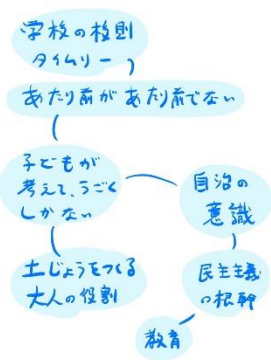 学校の校則
タイムリー
あたり前があたり前でない
子どもが
考えて、うごく
しかない
自治の
意識
土じょうをつくる
大人の役割
民主主義
の根幹
教育